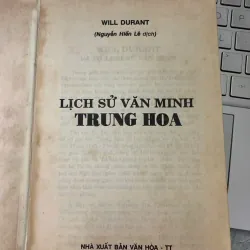 WILL DURANT
(Nguyễn Hiến Lê dịch)
LỊCH SỬ VĂN MINH
TRUNG HOA
NHÀ XUẤT BẢN VĂN HÓA - TT